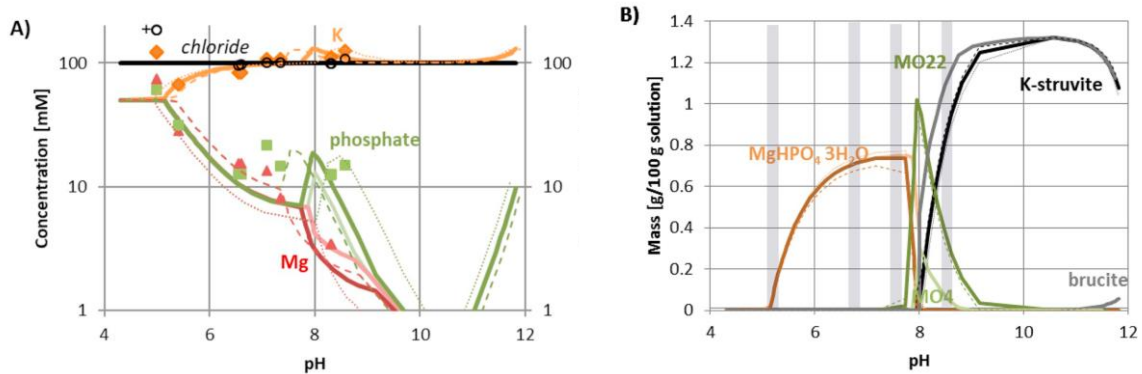 A)
Concentration [mM]
100
10
1
+
chloride
K
phosphate
Mg
100
10
1
4
6
8
10
12
pH
B)
Mass [g/100 g solution]
1.4
1.2
1
0.8
0.6
0.4
0.2
0
MO22
K-struvite
MgHPO₄ 3H₂O
MO4
brucite
4
6
8
10
12
pH